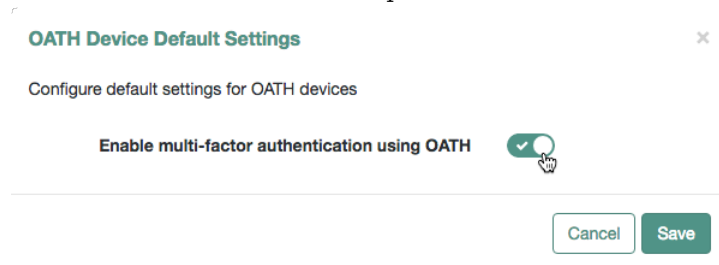 OATH Device Default Settings
Configure default settings for OATH devices
Enable multi-factor authentication using OATH
Cancel Save